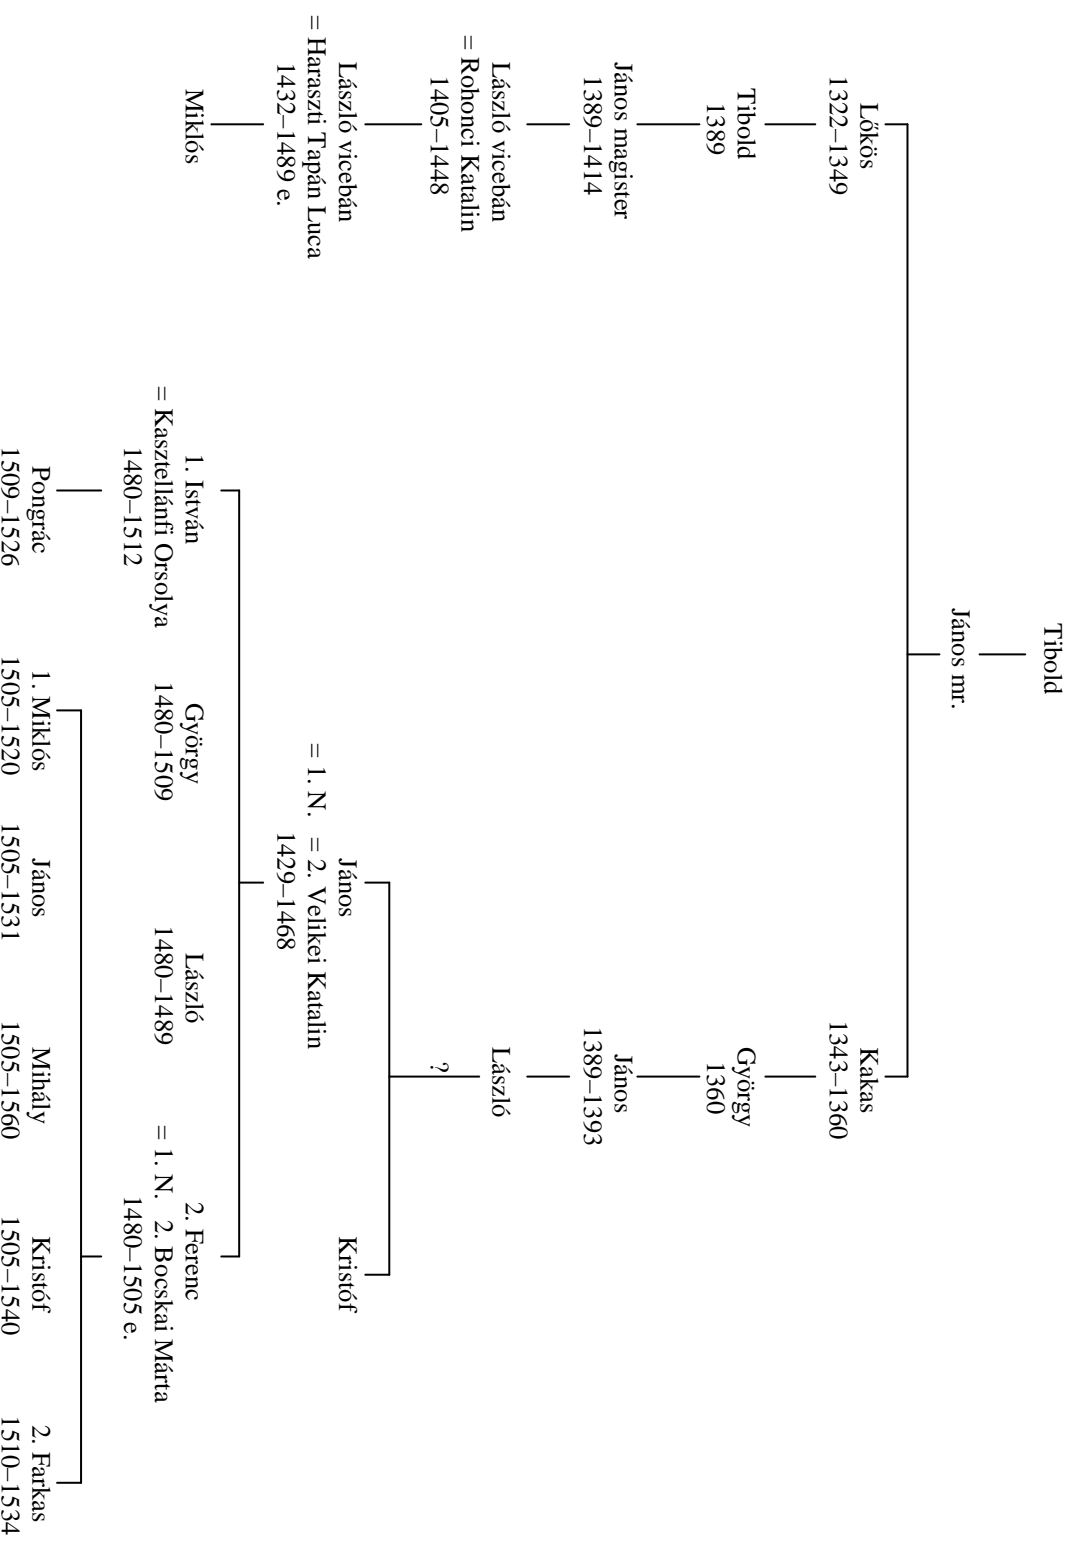 Tibold
János mr.
Lőkös
1322–1349
Kakas
1343–1360
Tibold
1389
György
1360
János magister
1389–1414
János
1389–1393
László vicebán
= Rohonci Katalin
1405–1448
László
?
László vicebán
= Haraszti Tapán Luca
1432–1489 e.
János
= 1. N. = 2. Velikei Katalin
1429–1468
Kristóf
Miklós
1. István
= Kasztellánfi Orsolya
1480–1512
György
1480–1509
László
1480–1489
2. Ferenc
= 1. N. 2. Bocskai Márta
1480–1505 e.
Pongrác
1509–1526
1. Miklós
1505–1520
János
1505–1531
Mihály
1505–1560
Kristóf
1505–1540
2. Farkas
1510–1534